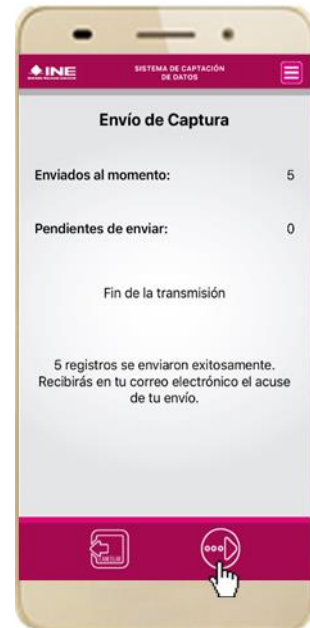 INE
SISTEMA DE CAPTACIÓN
DE DATOS
Envío de Captura
Enviados al momento: 5
Pendientes de enviar: 0
Fin de la transmisión
5 registros se enviaron exitosamente.
Recibirás en tu correo electrónico el acuse
de tu envío.